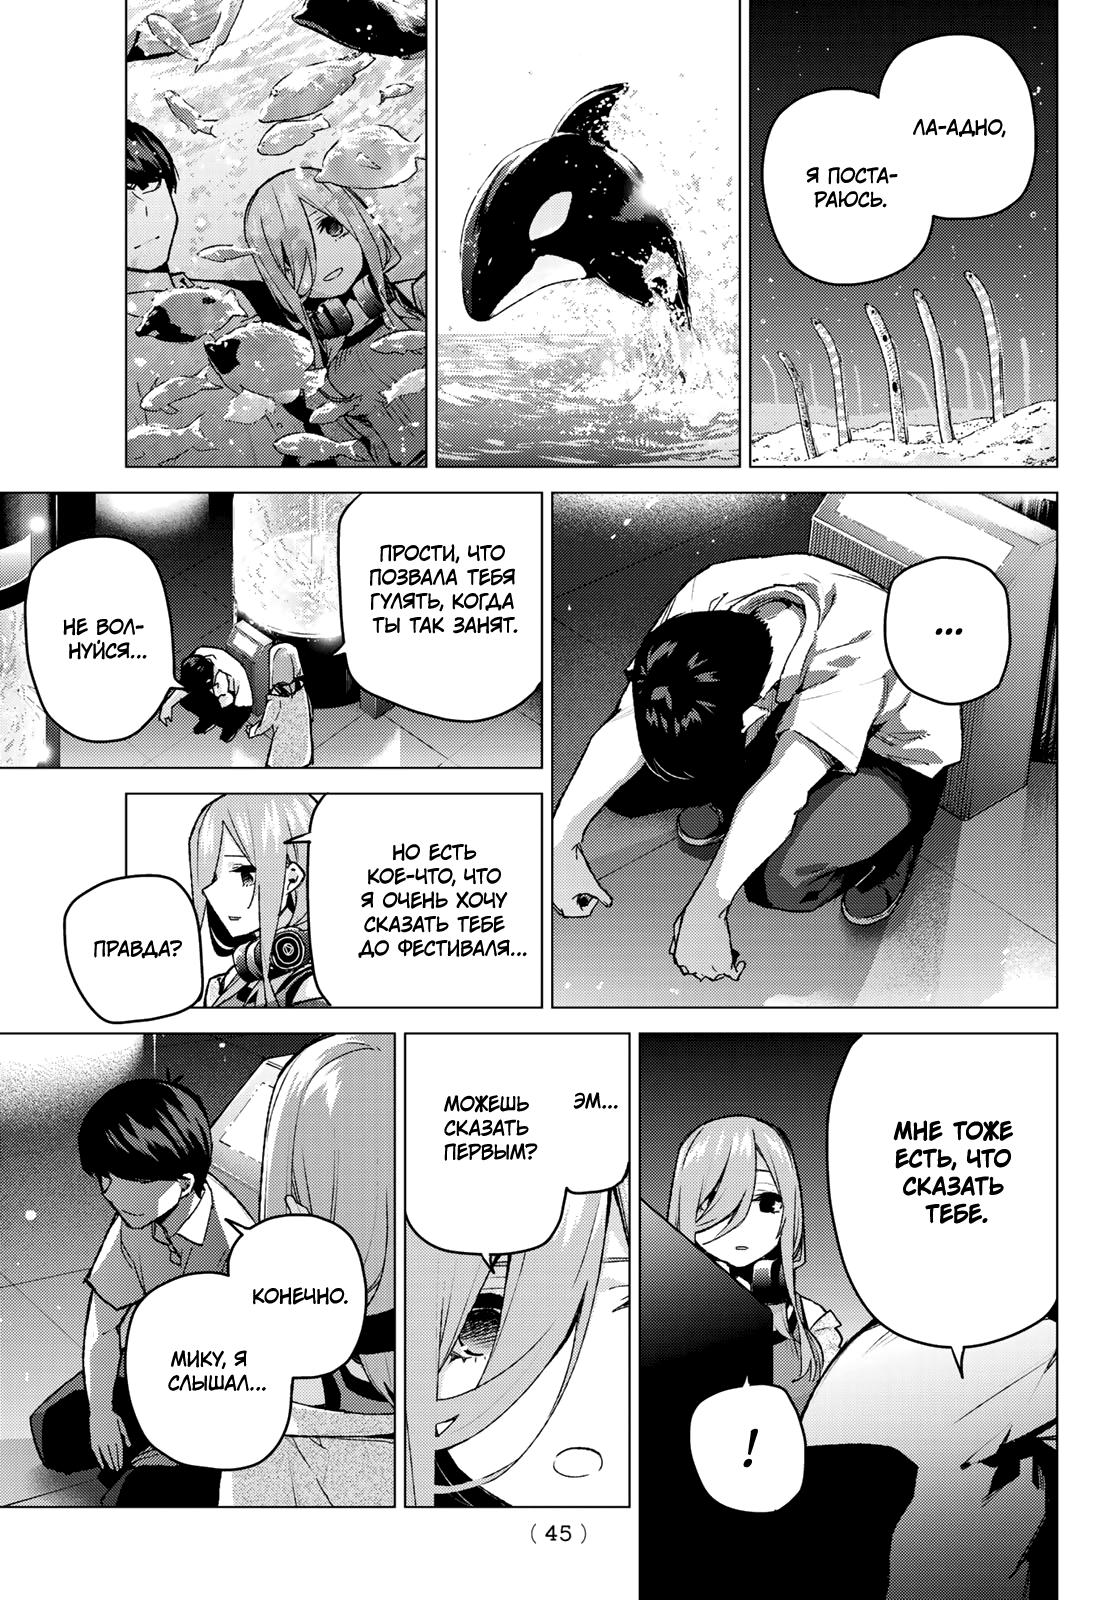 ЛА-АДНО,
Я ПОСТА-
РАЮСЬ.
...
ПРОСТИ, ЧТО
ПОЗВАЛА ТЕБЯ
ГУЛЯТЬ, КОГДА
ТЫ ТАК ЗАНЯТ.
НЕ ВОЛ-
НУЙСЯ...
НО ЕСТЬ
КОЕ-ЧТО, ЧТО
Я ОЧЕНЬ ХОЧУ
СКАЗАТЬ ТЕБЕ
ДО ФЕСТИВАЛЯ...
ПРАВДА?
МНЕ ТОЖЕ
ЕСТЬ, ЧТО
СКАЗАТЬ
ТЕБЕ.
!
ЭМ...
МОЖЕШЬ
СКАЗАТЬ
ПЕРВЫМ?
КОНЕЧНО.
МИКУ, Я
СЛЫШАЛ...
( 45 )